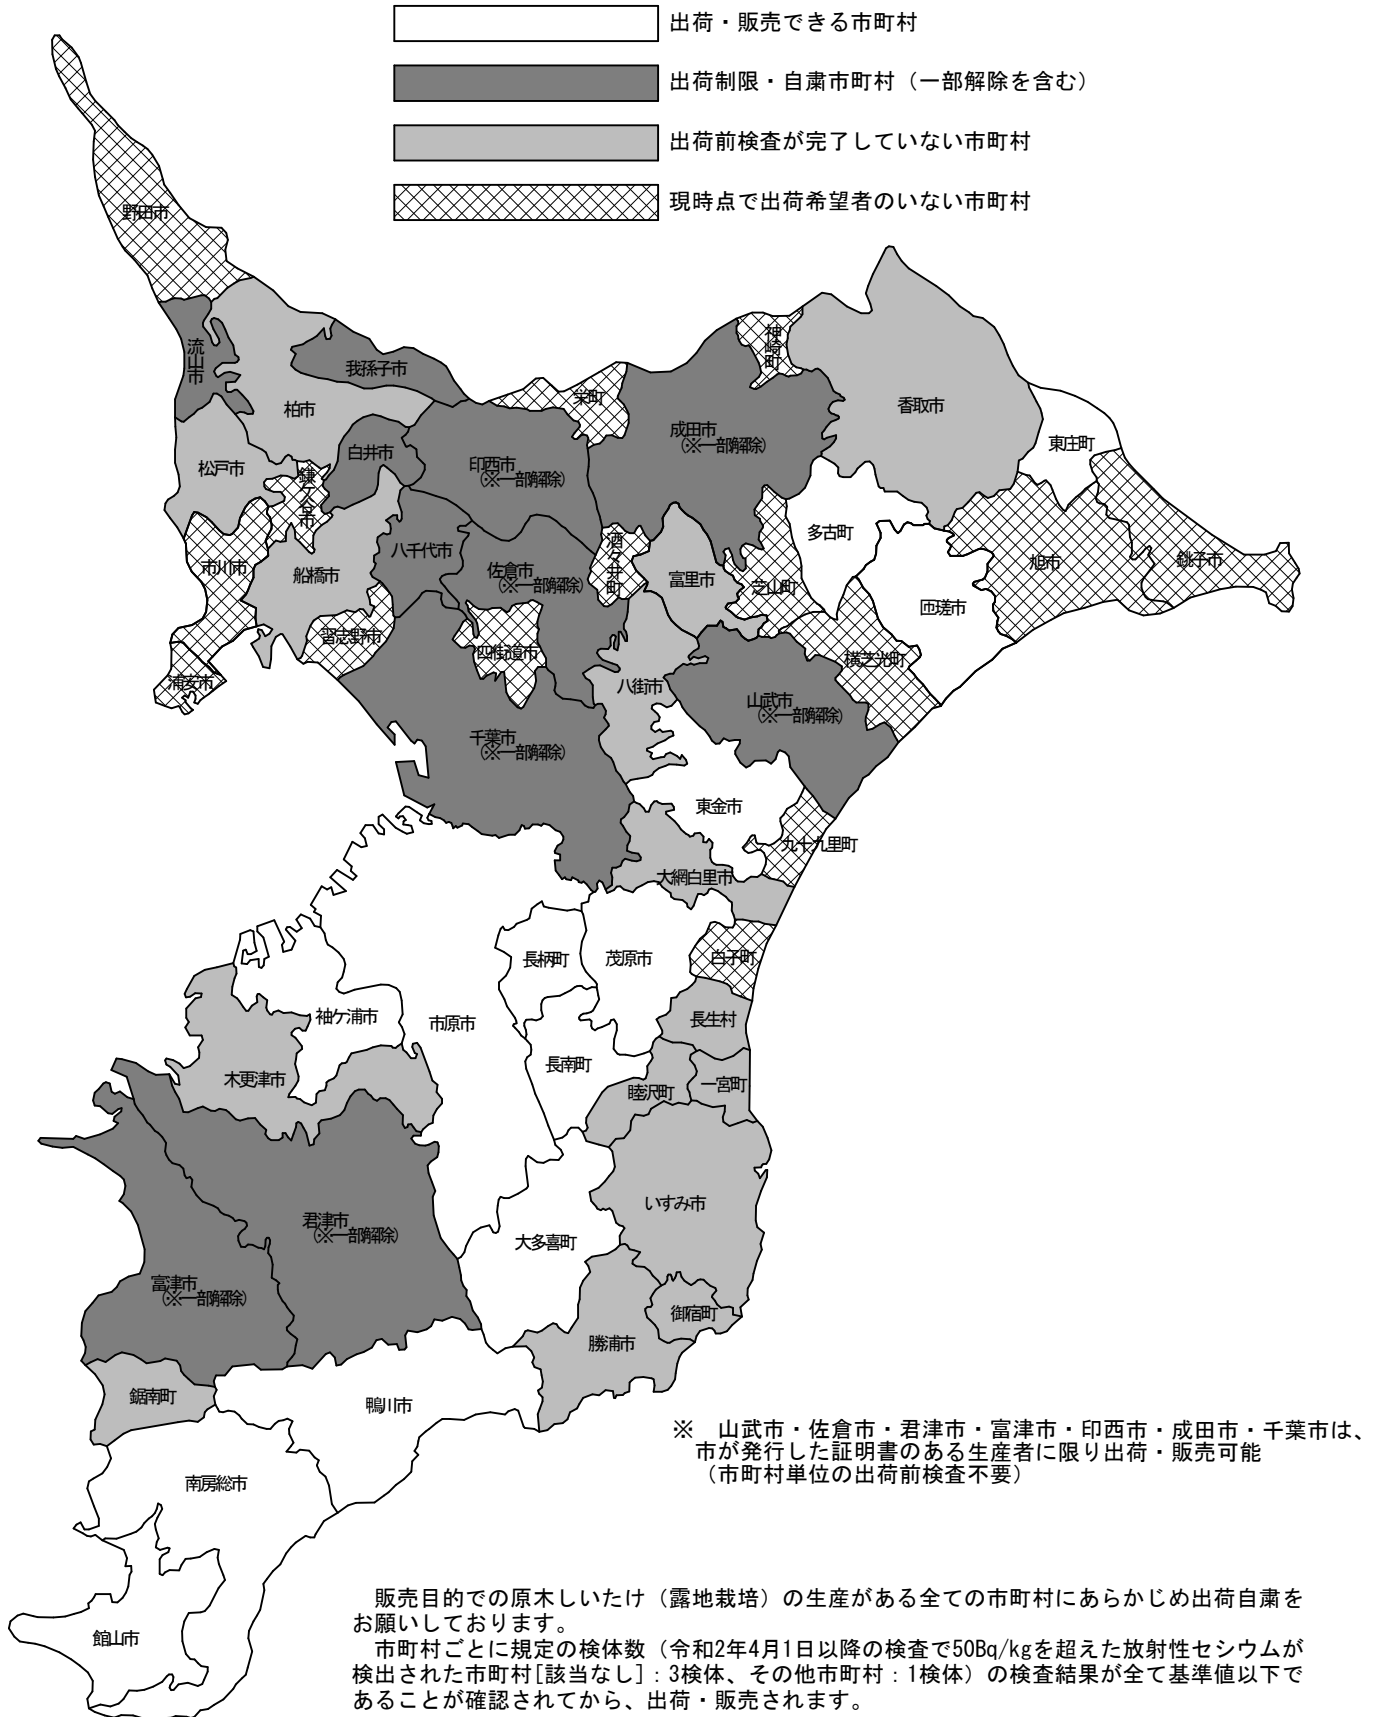 出荷・販売できる市町村
出荷制限・自粛市町村（一部解除を含む）
出荷前検査が完了していない市町村
現時点で出荷希望者のいない市町村
野田市
流山市
我孫子市
柏市
神崎町
栄町
香取市
成田市
(※一部解除)
東庄町
白井市
松戸市
印西市
(※一部解除)
鎌ケ谷市
多古町
酒々井町
八千代市
市川市
船橋市
佐倉市
(※一部解除)
富里市
芝山町
旭市
銚子市
匝瑳市
習志野市
四街道市
横芝光町
浦安市
八街市
山武市
(※一部解除)
千葉市
(※一部解除)
東金市
九十九里町
大網白里市
長柄町
茂原市
白子町
袖ケ浦市
市原市
長生村
長南町
木更津市
睦沢町
一宮町
いすみ市
君津市
(※一部解除)
大多喜町
富津市
(※一部解除)
御宿町
勝浦市
鋸南町
鴨川市
※　山武市・佐倉市・君津市・富津市・印西市・成田市・千葉市は、
市が発行した証明書のある生産者に限り出荷・販売可能
（市町村単位の出荷前検査不要）
南房総市
館山市
　販売目的での原木しいたけ（露地栽培）の生産がある全ての市町村にあらかじめ出荷自粛を
お願いしております。
　市町村ごとに規定の検体数（令和2年4月1日以降の検査で50Bq/kgを超えた放射性セシウムが
検出された市町村[該当なし]：3検体、その他市町村：1検体）の検査結果が全て基準値以下で
あることが確認されてから、出荷・販売されます。